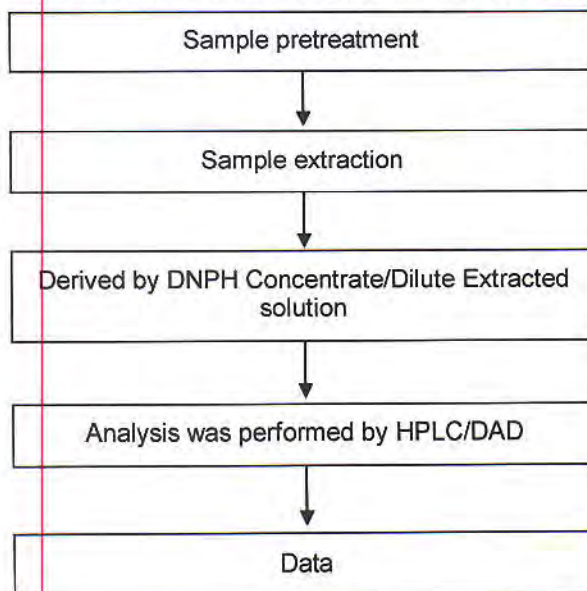 Sample pretreatment
Sample extraction
Derived by DNPH Concentrate/Dilute Extracted
solution
Analysis was performed by HPLC/DAD
Data